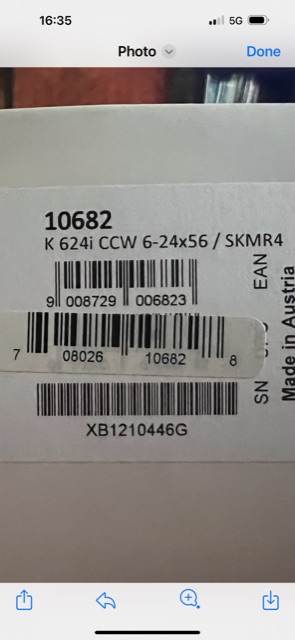 16:35
5G
Photo
Done
10682
K 624i CCW 6-24x56 / SKMR4
9 008729 006823
EAN
7 08026 10682 8
SN
XB1210446G
Made in Austria